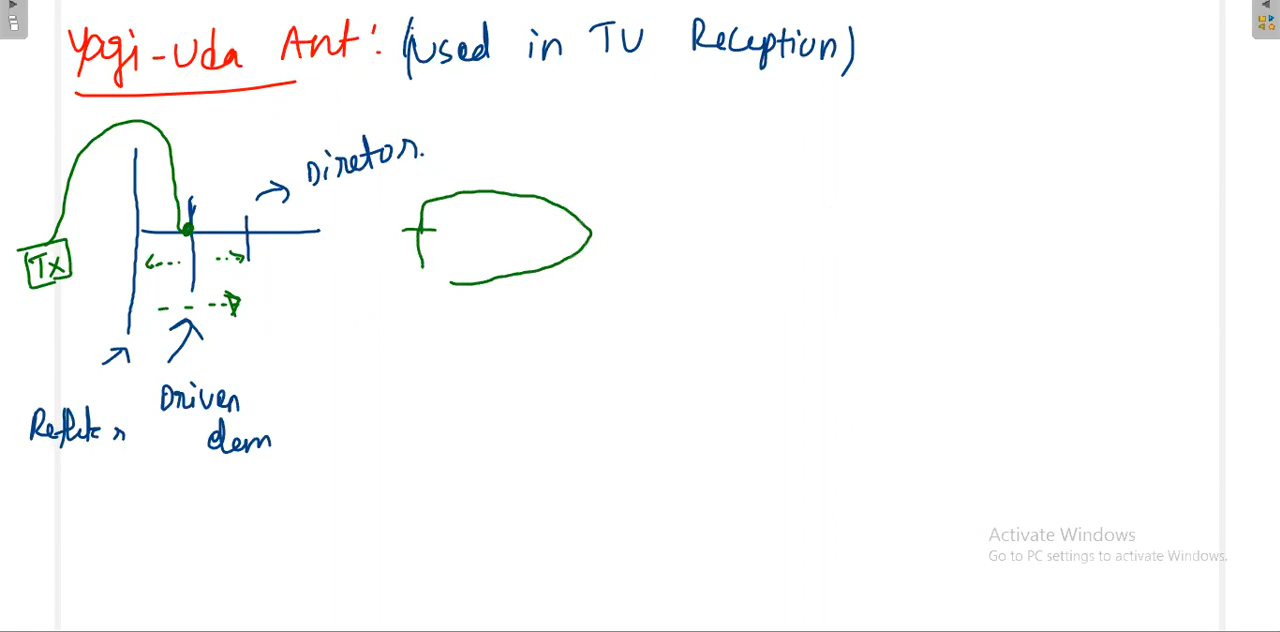 Yagi-Uda Ant: (used in TV Reception)
Diretor.
Tx
Driven
elem
Activate Windows
Go to PC settings to activate Windows.